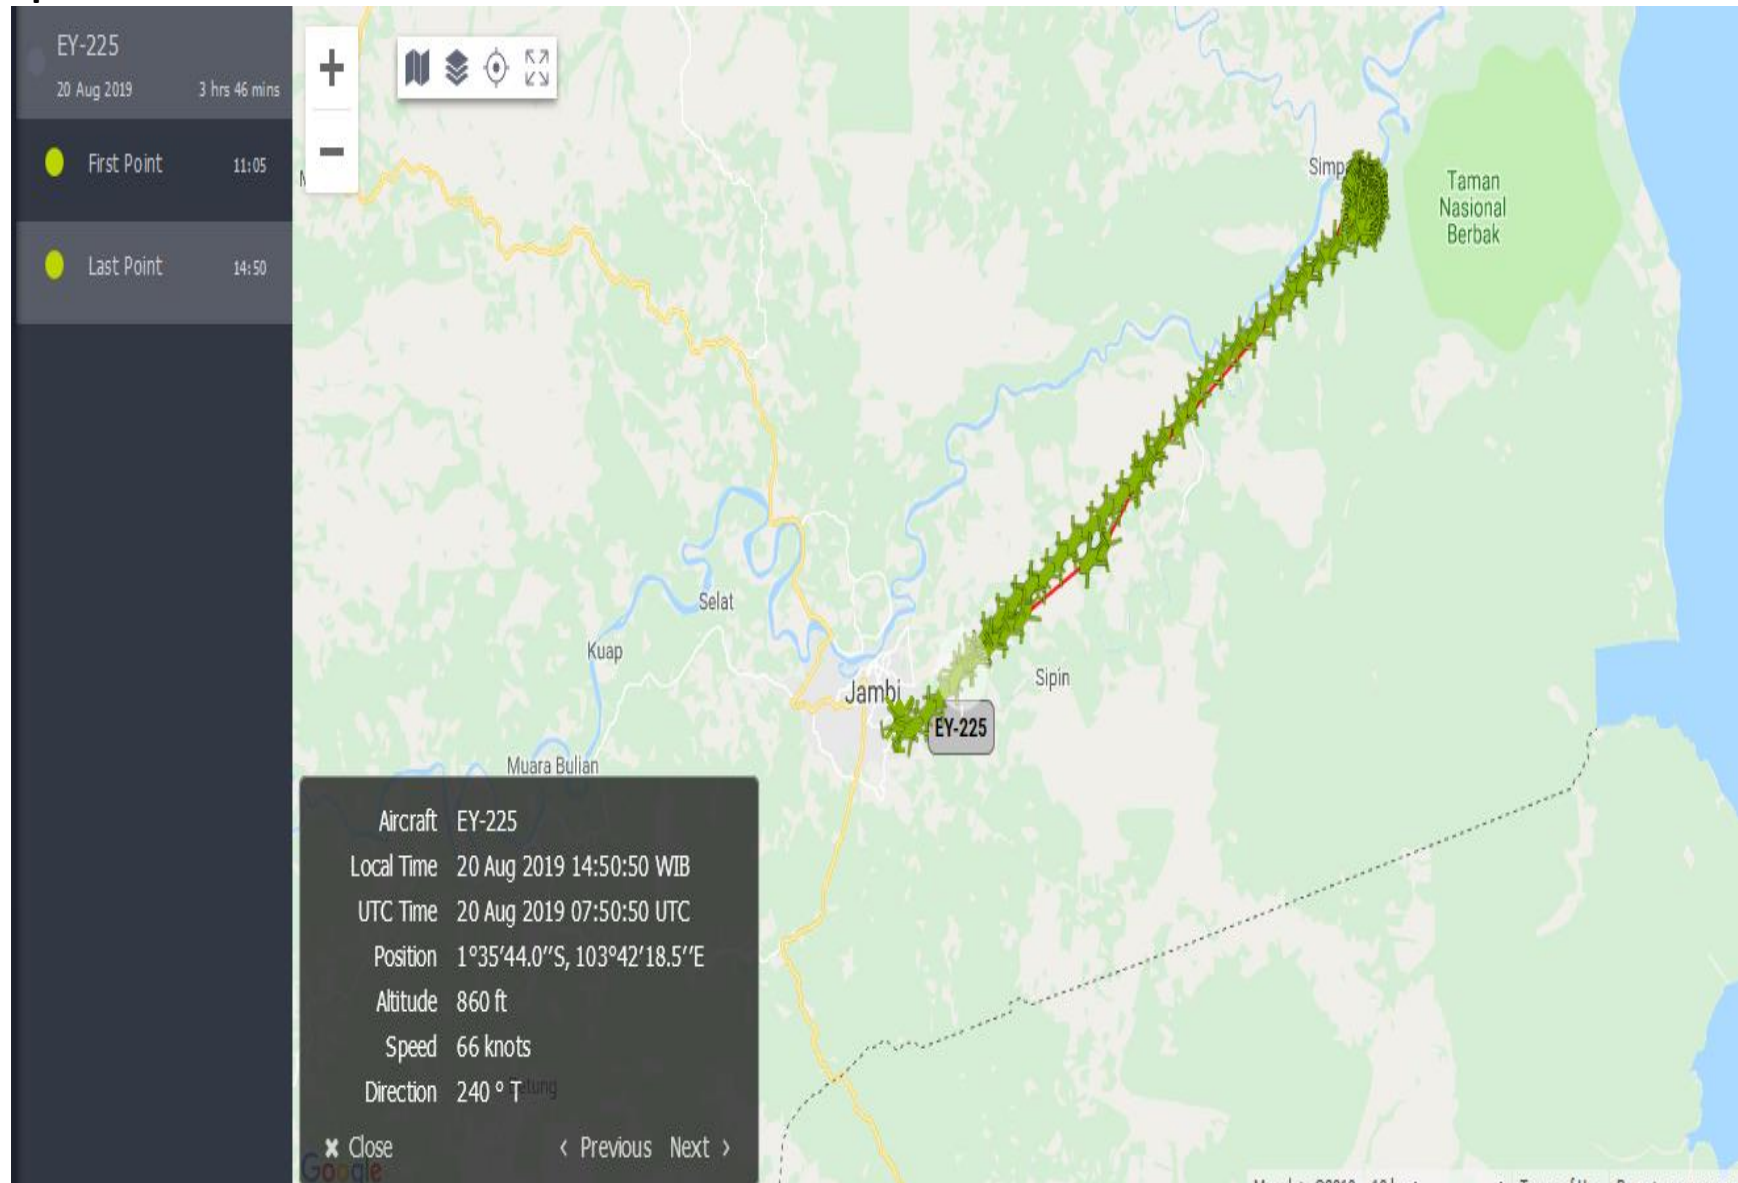 EY-225
20 Aug 2019 3 hrs 46 mins
First Point 11:05
Last Point 14:50
+
−
Simp
Taman
Nasional
Berbak
Selat
Kuap
Jambi
Sipin
EY-225
Muara Bulian
Aircraft EY-225
Local Time 20 Aug 2019 14:50:50 WIB
UTC Time 20 Aug 2019 07:50:50 UTC
Position 1°35'44.0''S, 103°42'18.5''E
Altitude 860 ft
Speed 66 knots
Direction 240 ° T
✖ Close ‹ Previous Next ›
Google